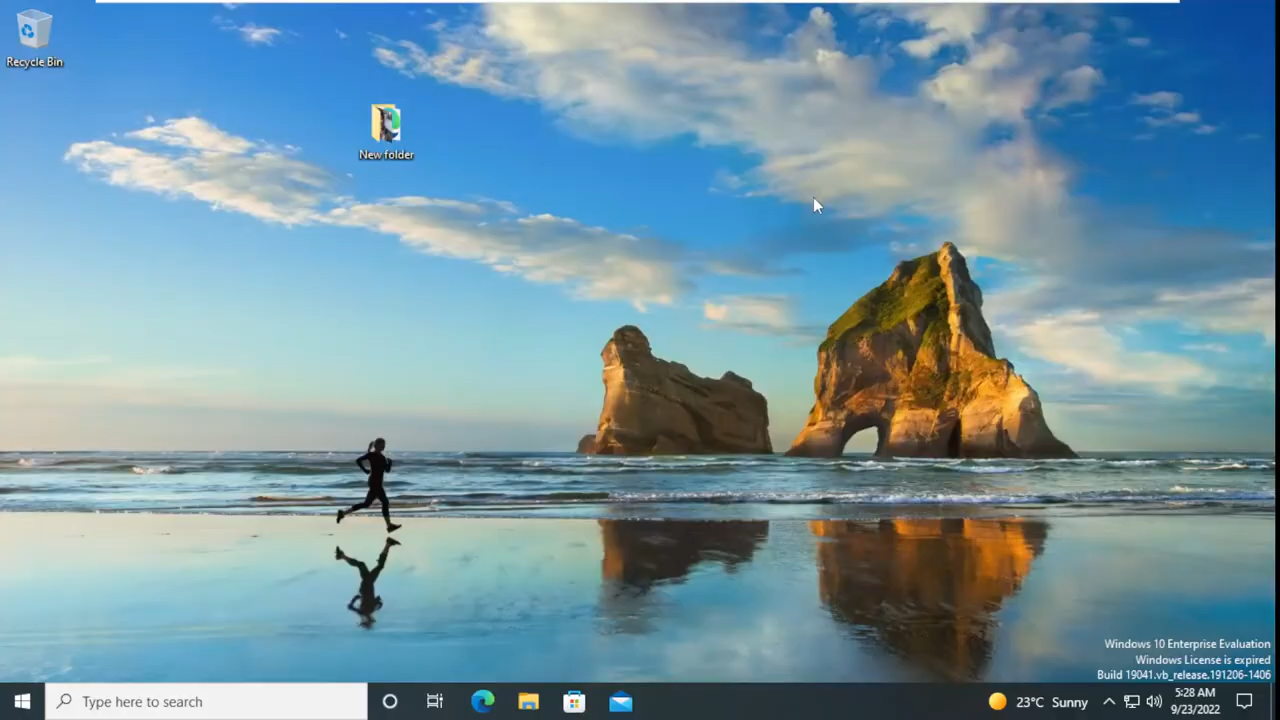 Recycle Bin
New folder
Windows 10 Enterprise Evaluation
Windows License is expired
Build 19041.vb_release.191206-1406
Type here to search
23°C Sunny
5:28 AM
9/23/2022